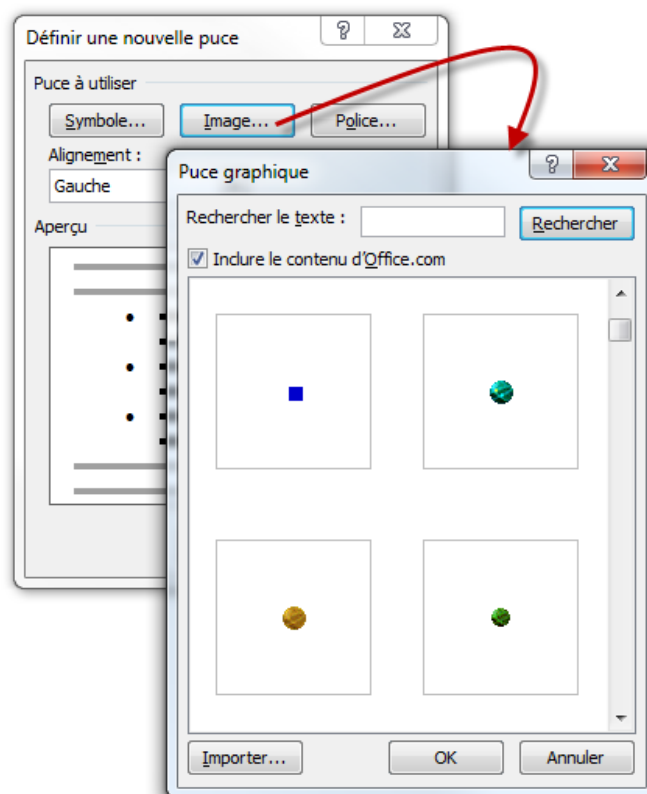 Définir une nouvelle puce
Puce à utiliser
Symbole... Image... Police...
Alignement :
Gauche
Aperçu
Puce graphique
Rechercher le texte : Rechercher
Inclure le contenu d'Office.com
Importer... OK Annuler